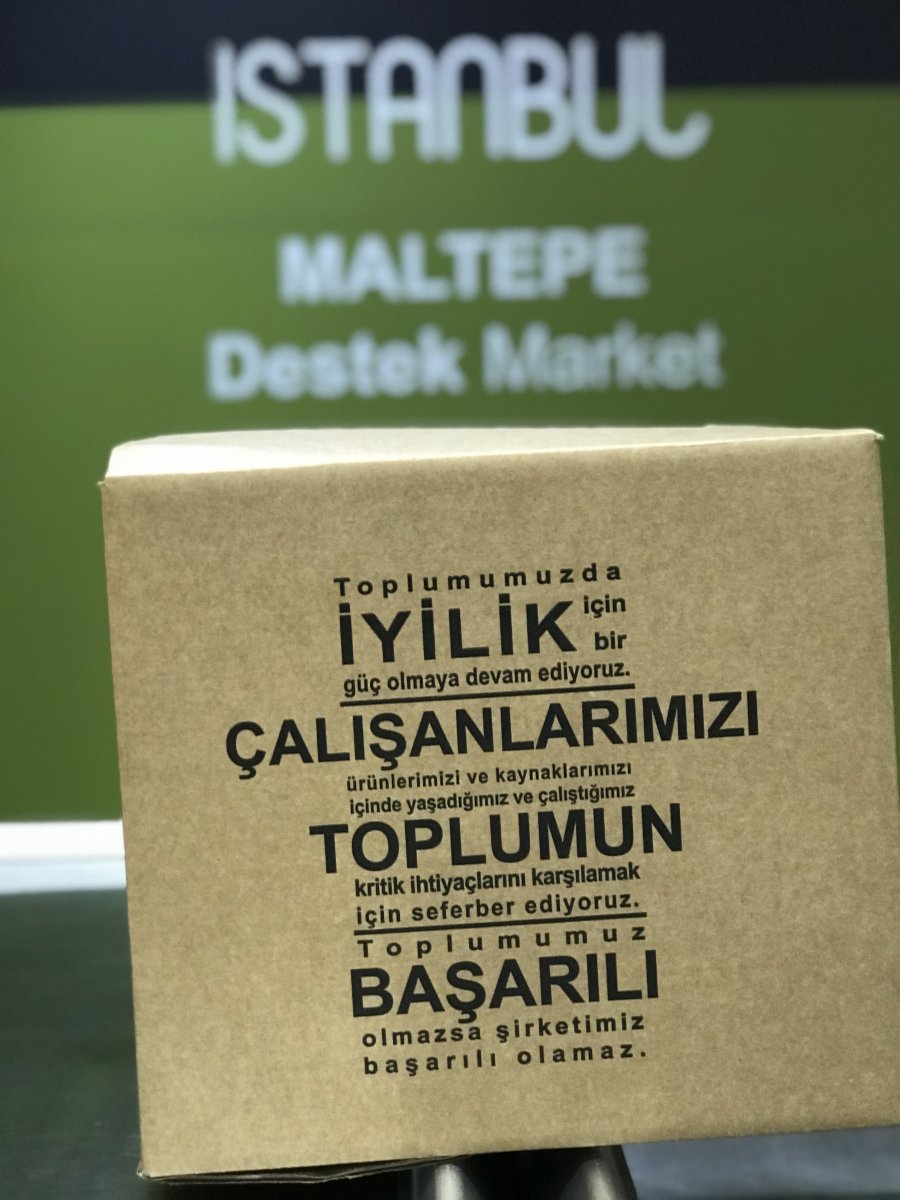 ISTANBUL
MALTEPE
Destek Market
Toplumumuzda
İYİLİK için
bir
güç olmaya devam ediyoruz.
ÇALIŞANLARIMIZI
ürünlerimizi ve kaynaklarımızı
içinde yaşadığımız ve çalıştığımız
TOPLUMUN
kritik ihtiyaçlarını karşılamak
için seferber ediyoruz.
Toplumumuz
BAŞARILI
olmazsa şirketimiz
başarılı olamaz.